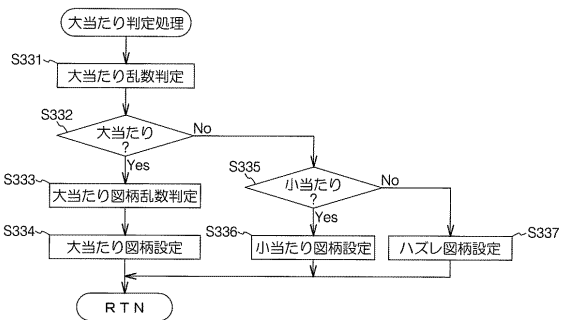 大当たり判定処理
S331
大当たり乱数判定
S332
大当たり
?
No
Yes
S333
大当たり図柄乱数判定
S335
小当たり
?
No
Yes
S334
大当たり図柄設定
S336
小当たり図柄設定
S337
ハズレ図柄設定
RTN